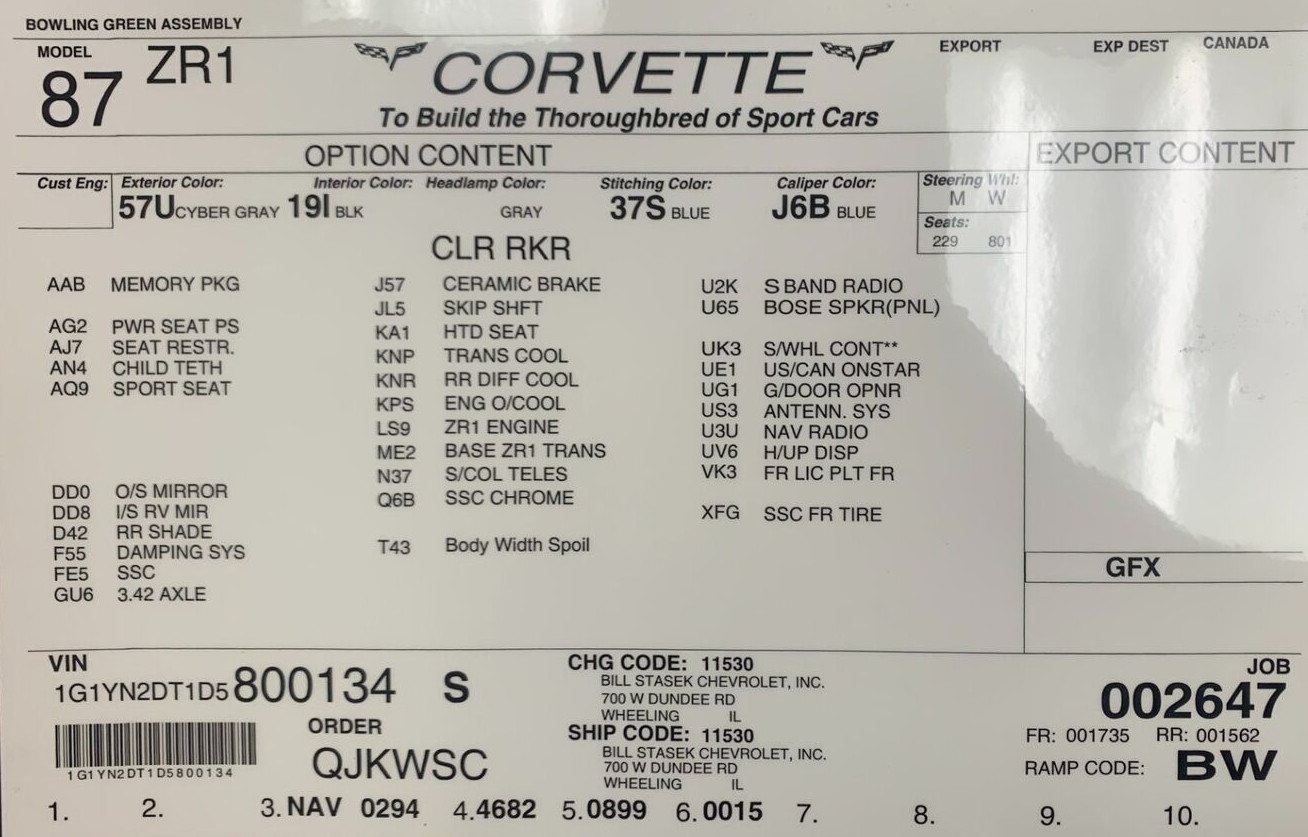 BOWLING GREEN ASSEMBLY
MODEL
87 ZR1
CORVETTE
To Build the Thoroughbred of Sport Cars
EXPORT EXP DEST CANADA
OPTION CONTENT
EXPORT CONTENT
Cust Eng: Exterior Color: Interior Color: Headlamp Color: Stitching Color: Caliper Color: Steering Whl:
57U CYBER GRAY 19I BLK GRAY 37S BLUE J6B BLUE M W
Seats:
229 801
CLR RKR
AAB MEMORY PKG
AG2 PWR SEAT PS
AJ7 SEAT RESTR.
AN4 CHILD TETH
AQ9 SPORT SEAT
DD0 O/S MIRROR
DD8 I/S RV MIR
D42 RR SHADE
F55 DAMPING SYS
FE5 SSC
GU6 3.42 AXLE
J57 CERAMIC BRAKE
JL5 SKIP SHFT
KA1 HTD SEAT
KNP TRANS COOL
KNR RR DIFF COOL
KPS ENG O/COOL
LS9 ZR1 ENGINE
ME2 BASE ZR1 TRANS
N37 S/COL TELES
Q6B SSC CHROME
T43 Body Width Spoil
U2K S BAND RADIO
U65 BOSE SPKR(PNL)
UK3 S/WHL CONT**
UE1 US/CAN ONSTAR
UG1 G/DOOR OPNR
US3 ANTENN. SYS
U3U NAV RADIO
UV6 H/UP DISP
VK3 FR LIC PLT FR
XFG SSC FR TIRE
GFX
VIN
1G1YN2DT1D5800134 S
1G1YN2DT1D5800134
ORDER
QJKWSC
CHG CODE: 11530
BILL STASEK CHEVROLET, INC.
700 W DUNDEE RD
WHEELING IL
SHIP CODE: 11530
BILL STASEK CHEVROLET, INC.
700 W DUNDEE RD
WHEELING IL
JOB
002647
FR: 001735 RR: 001562
RAMP CODE: BW
1. 2. 3. NAV 0294 4.4682 5.0899 6.0015 7. 8. 9. 10.